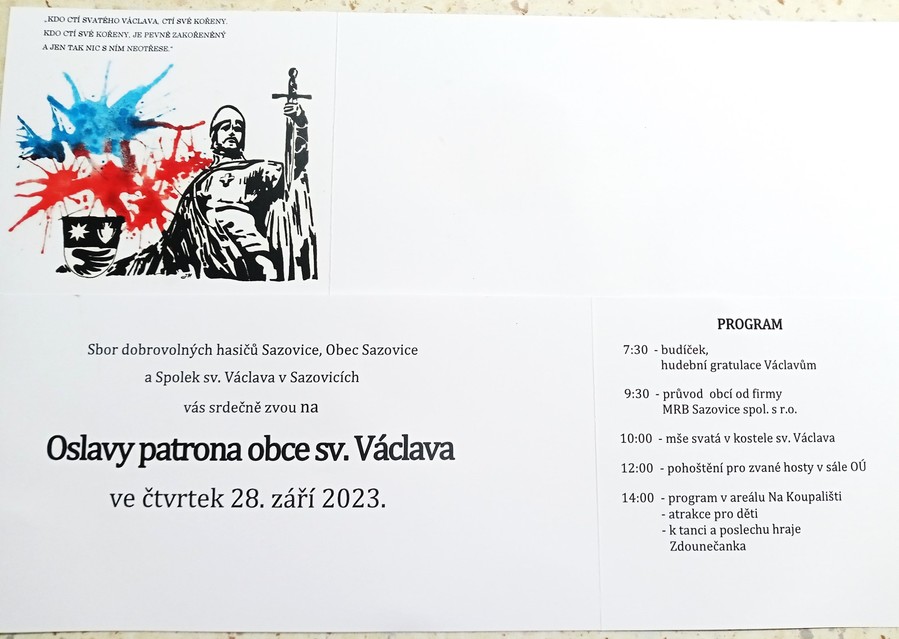 „KDO CTÍ SVATÉHO VÁCLAVA, CTÍ SVÉ KOŘENY.
KDO CTÍ SVÉ KOŘENY, JE PEVNĚ ZAKOŘENĚNÝ
A JEN TAK NIC S NÍM NEOTŘESE.“
Sbor dobrovolných hasičů Sazovice, Obec Sazovice
a Spolek sv. Václava v Sazovicích
vás srdečně zvou na
Oslavy patrona obce sv. Václava
ve čtvrtek 28. září 2023.
PROGRAM
7:30 - budíček,
hudební gratulace Václavům
9:30 - průvod obcí od firmy
MRB Sazovice spol. s r.o.
10:00 - mše svatá v kostele sv. Václava
12:00 - pohoštění pro zvané hosty v sále OÚ
14:00 - program v areálu Na Koupališti
- atrakce pro děti
- k tanci a poslechu hraje
Zdounečanka